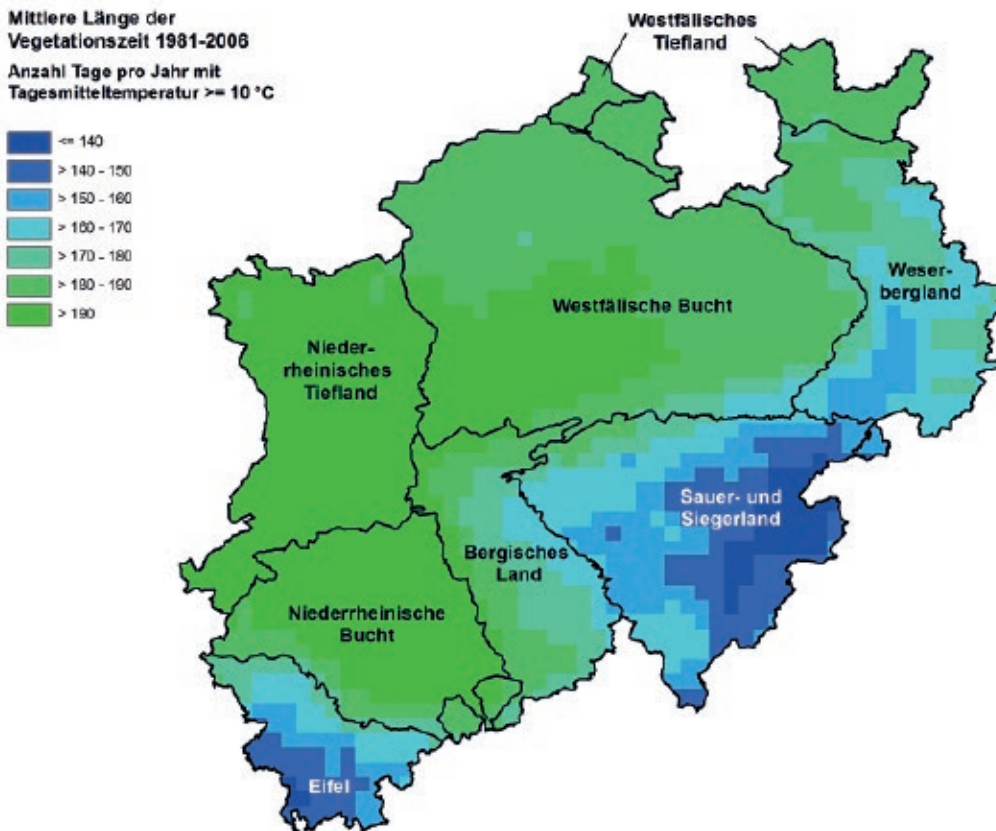 Mittlere Länge der
Vegetationszeit 1981-2006
Anzahl Tage pro Jahr mit
Tagesmitteltemperatur >= 10 °C
<= 140
> 140 - 150
> 150 - 160
> 160 - 170
> 170 - 180
> 180 - 190
> 190
Westfälisches
Tiefland
Weser-
bergland
Westfälische Bucht
Nieder-
rheinisches
Tiefland
Sauer- und
Siegerland
Bergisches
Land
Niederrheinische
Bucht
Eifel